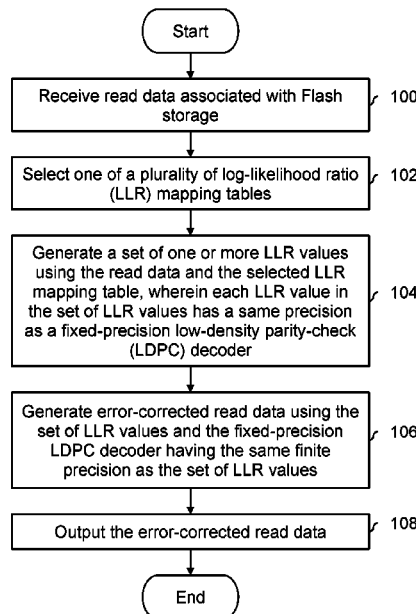 Start
Receive read data associated with Flash
storage
100
Select one of a plurality of log-likelihood ratio
(LLR) mapping tables
102
Generate a set of one or more LLR values
using the read data and the selected LLR
mapping table, wherein each LLR value in
the set of LLR values has a same precision
as a fixed-precision low-density parity-check
(LDPC) decoder
104
Generate error-corrected read data using the
set of LLR values and the fixed-precision
LDPC decoder having the same finite
precision as the set of LLR values
106
Output the error-corrected read data
108
End